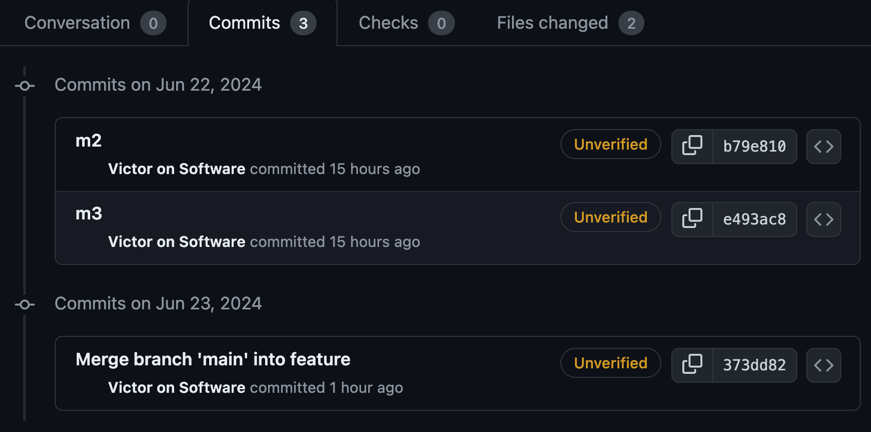 Conversation 0 Commits 3 Checks 0 Files changed 2
Commits on Jun 22, 2024
m2 Unverified b79e810
Victor on Software committed 15 hours ago
m3 Unverified e493ac8
Victor on Software committed 15 hours ago
Commits on Jun 23, 2024
Merge branch 'main' into feature Unverified 373dd82
Victor on Software committed 1 hour ago